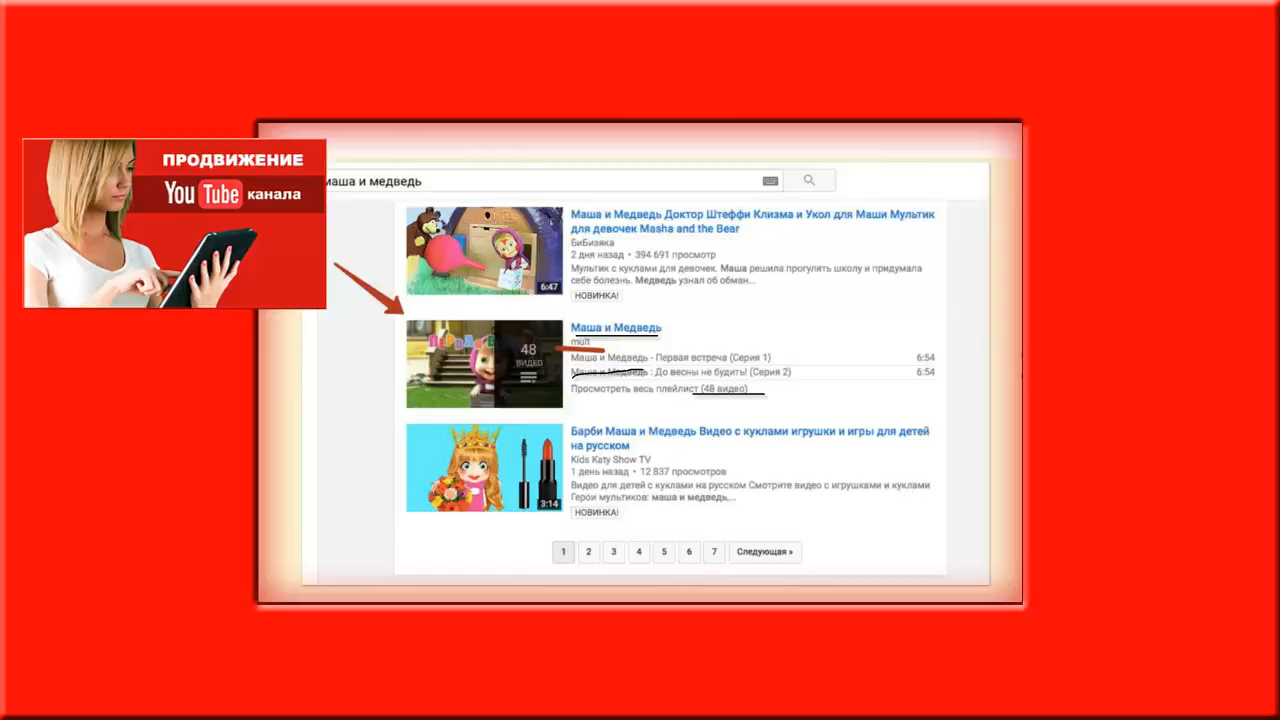 ПРОДВИЖЕНИЕ
YouTube канала
маша и медведь
Маша и Медведь Доктор Штеффи Клизма и Укол для Маши Мультик
для девочек Masha and the Bear
БиБизяка
2 дня назад • 394 691 просмотр
Мультик с куклами для девочек. Маша решила прогулять школу и придумала
себе болезнь. Медведь узнал об обман...
НОВИНКА!
6:47
Маша и Медведь
mult
48
ВИДЕО
Маша и Медведь - Первая встреча (Серия 1) 6:54
Маша и Медведь : До весны не будить! (Серия 2) 6:54
Просмотреть весь плейлист (48 видео)
Барби Маша и Медведь Видео с куклами игрушки и игры для детей
на русском
Kids Katy Show TV
1 день назад • 12 837 просмотров
Видео для детей с куклами на русском Смотрите видео с игрушками и куклами
Герои мультиков: маша и медведь,...
3:14
НОВИНКА!
1 2 3 4 5 6 7 Следующая »